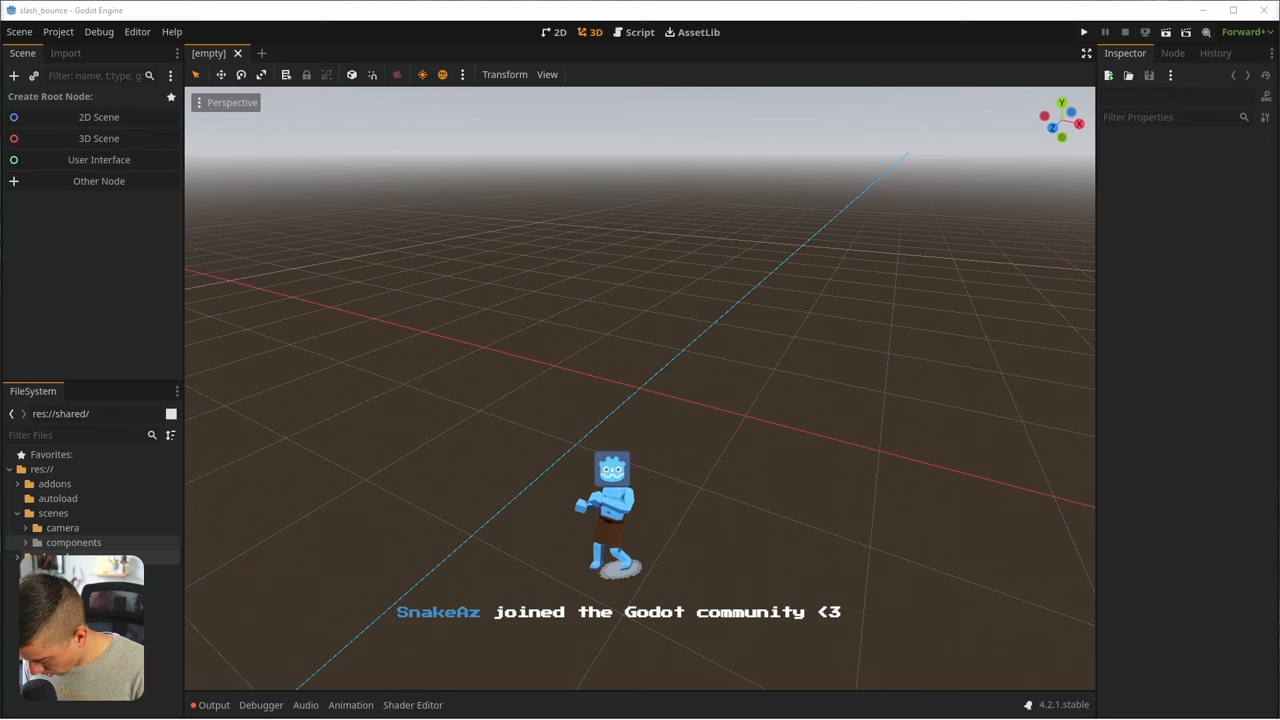 slash_bounce - Godot Engine
Scene Project Debug Editor Help
2D 3D Script AssetLib
Forward+
Scene Import
[empty]
Inspector Node History
Filter: name, t:type, g:
Transform View
Create Root Node:
Perspective
2D Scene
3D Scene
User Interface
Other Node
Y
X
Z
Filter Properties
FileSystem
res://shared/
Filter Files
Favorites:
res://
addons
autoload
scenes
camera
components
SnakeAz joined the Godot community <3
Output Debugger Audio Animation Shader Editor
4.2.1.stable